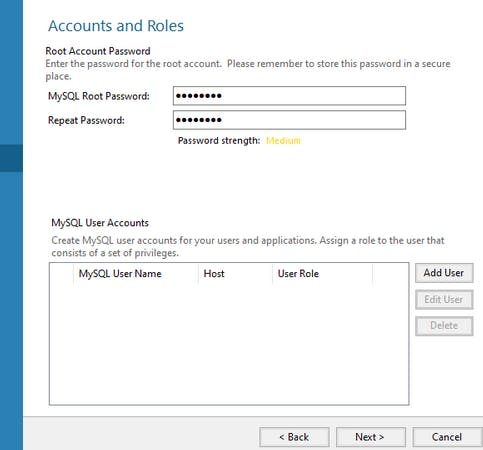 Accounts and Roles
Root Account Password
Enter the password for the root account. Please remember to store this password in a secure
place.
MySQL Root Password: ●●●●●●●●
Repeat Password: ●●●●●●●●
Password strength: Medium
MySQL User Accounts
Create MySQL user accounts for your users and applications. Assign a role to the user that
consists of a set of privileges.
MySQL User Name Host User Role
Add User
Edit User
Delete
< Back Next > Cancel